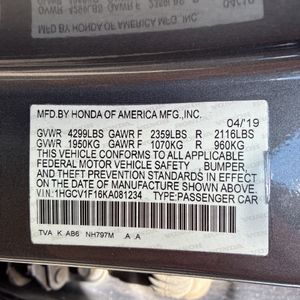 MFD.BY HONDA OF AMERICA MFG.,INC. 04/'19
GVWR 4299LBS GAWR F 2359LBS R 2116LBS
GVWR 1950KG GAWR F 1070KG R 960KG
THIS VEHICLE CONFORMS TO ALL APPLICABLE
FEDERAL MOTOR VEHICLE SAFETY, BUMPER,
AND THEFT PREVENTION STANDARDS IN EFFECT
ON THE DATE OF MANUFACTURE SHOWN ABOVE.
VIN:1HGCV1F16KA081234 TYPE:PASSENGER CAR
TVA K AB6 NH797M A A